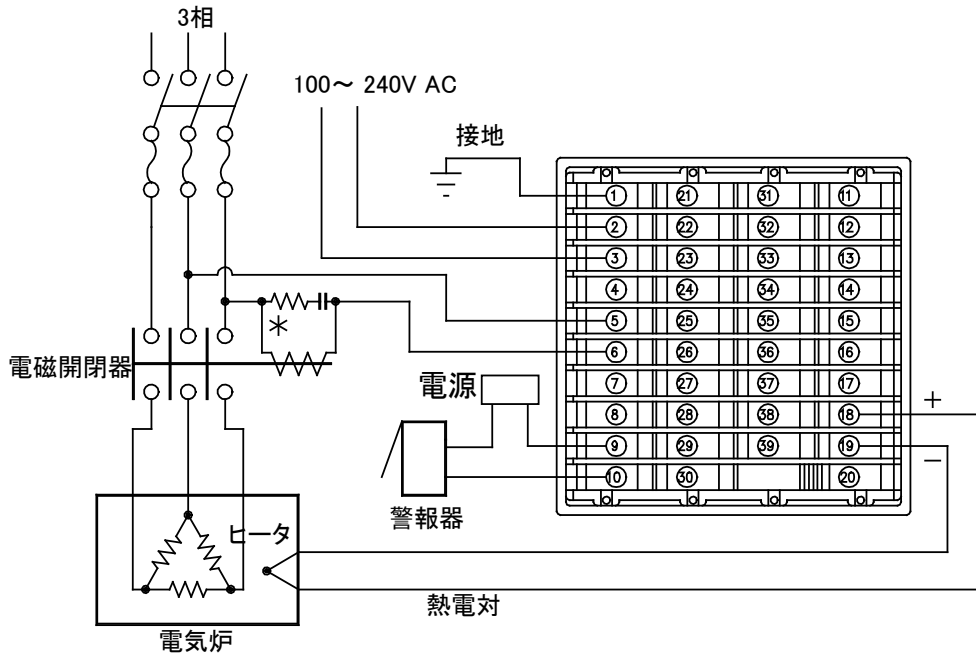 3相
100～ 240V AC
接地
1 21 31 11
2 22 32 12
3 23 33 13
4 24 34 14
5 25 35 15
＊
6 26 36 16
電磁開閉器
電源
7 27 37 17
8 28 38 18
＋
9 29 39 19
－
10 30 20
警報器
ヒータ
熱電対
電気炉